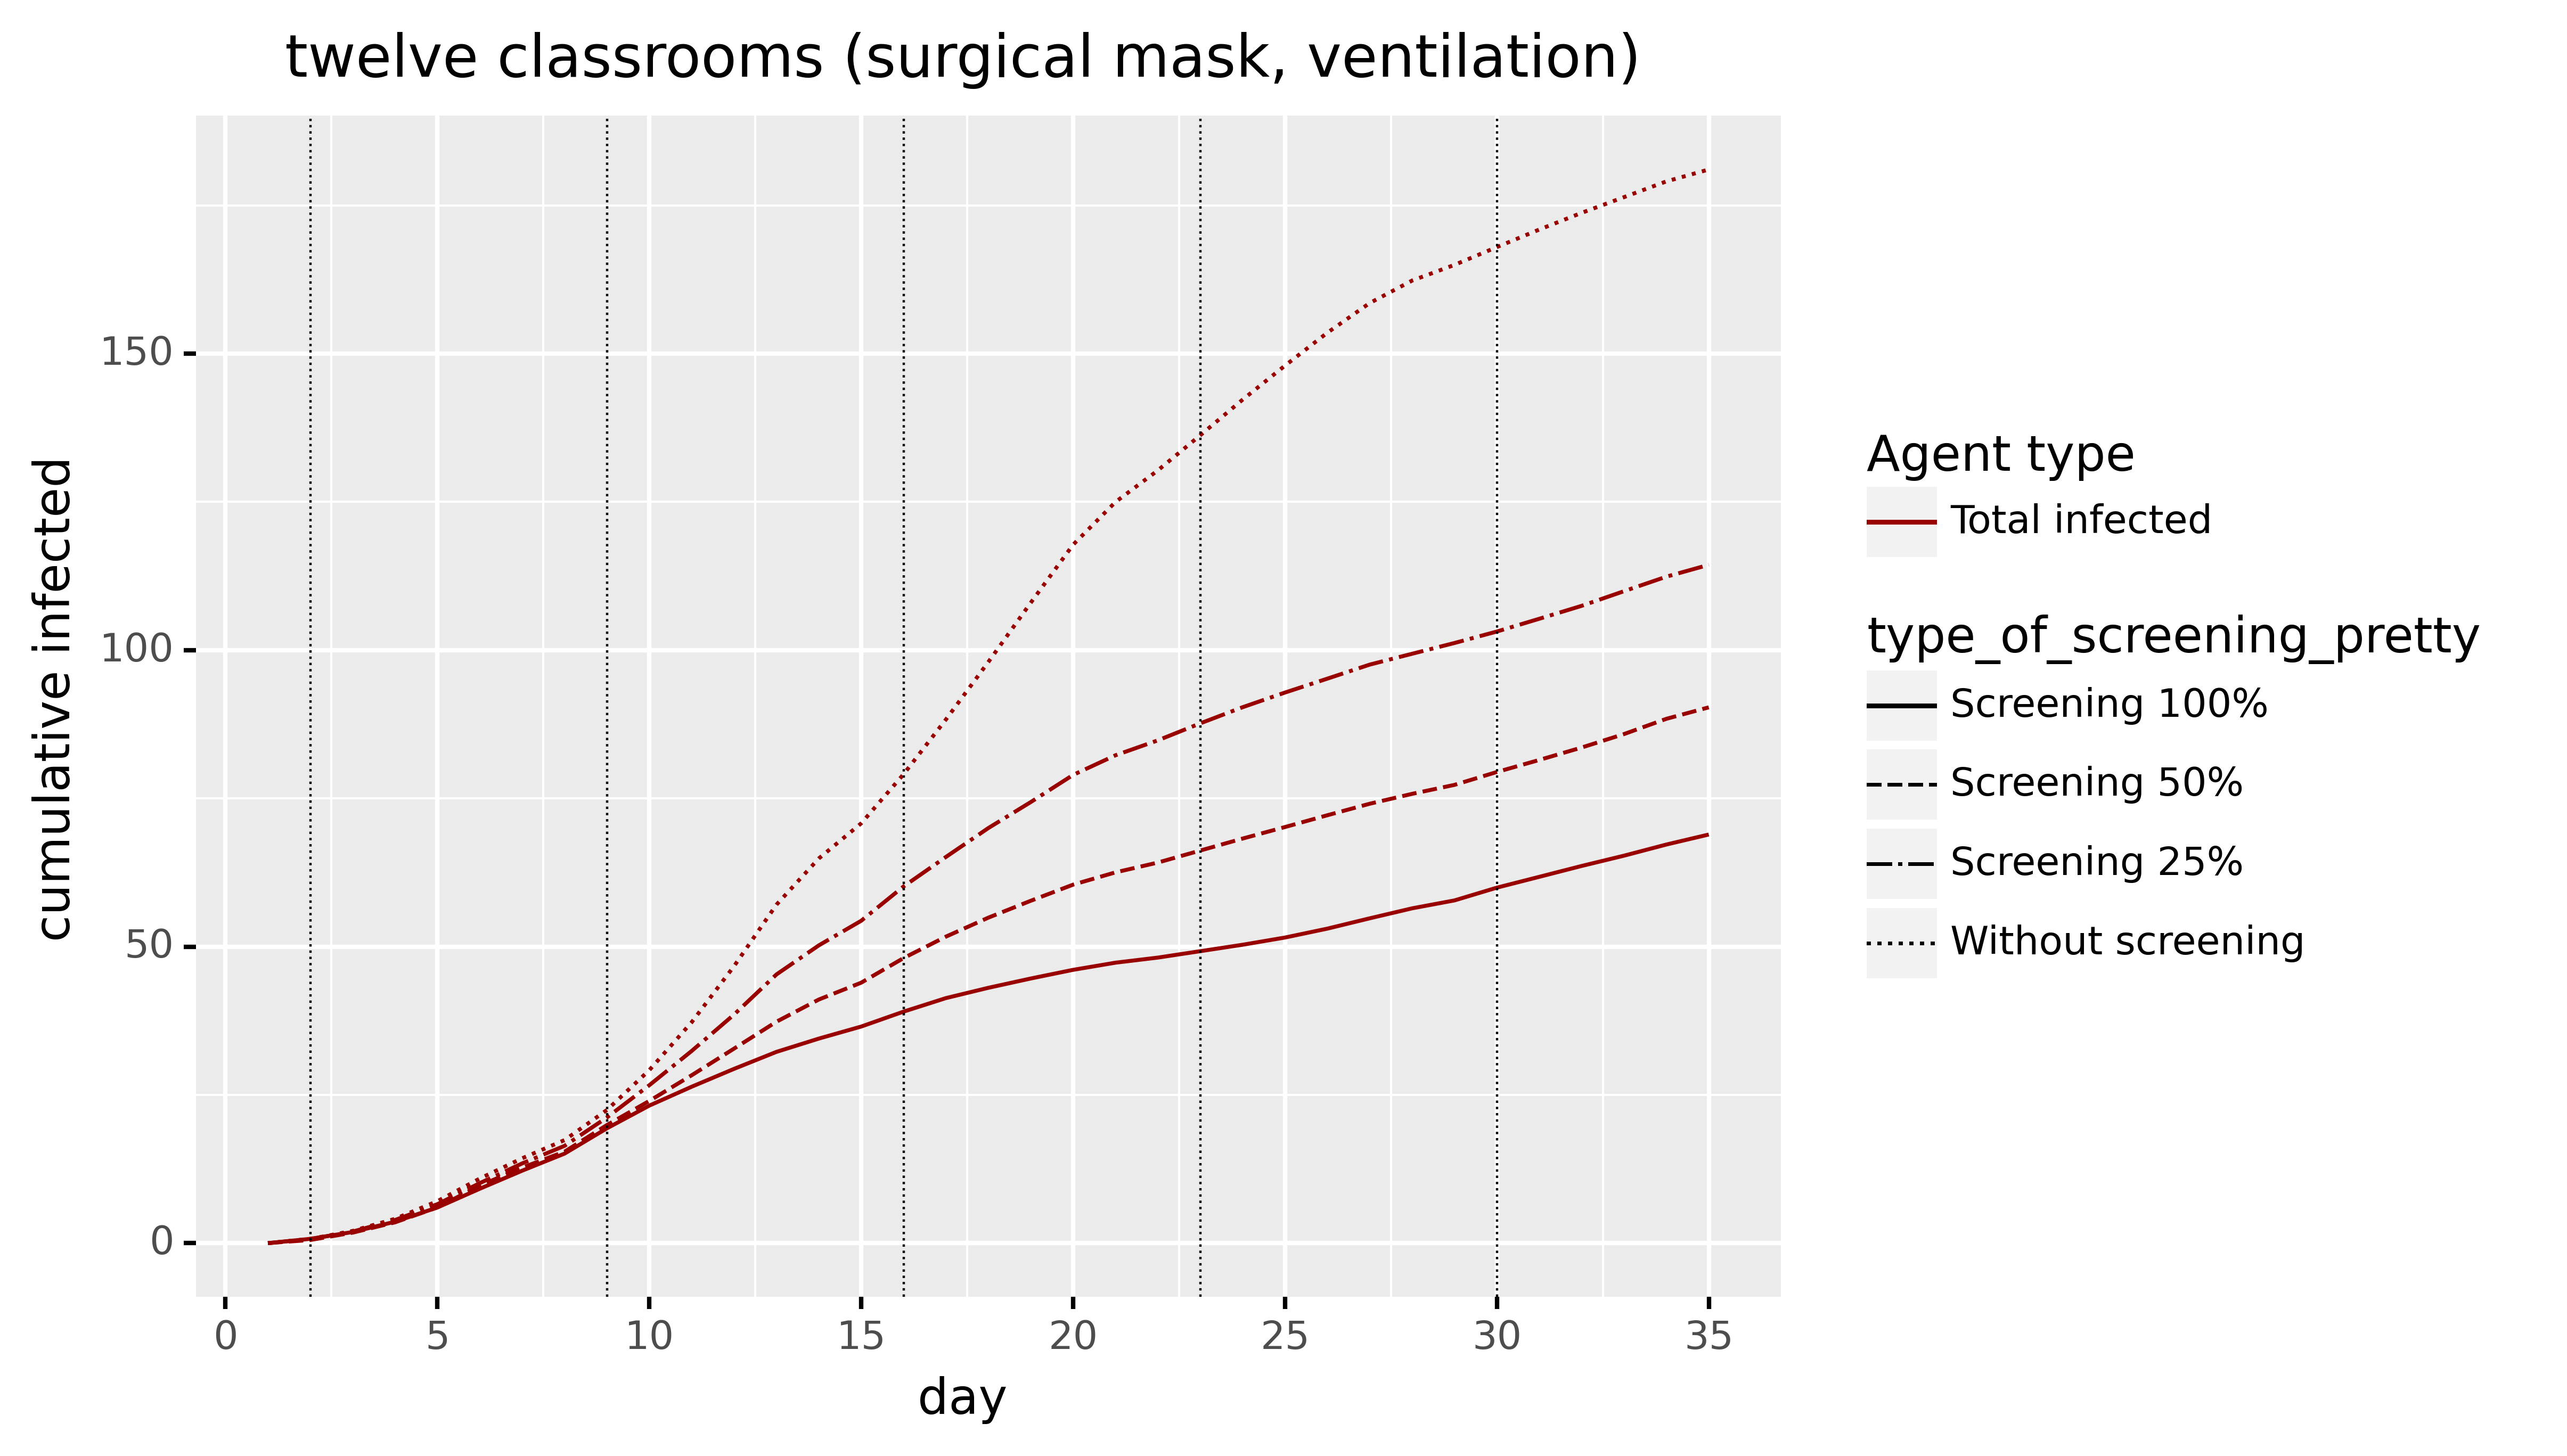 twelve classrooms (surgical mask, ventilation)
cumulative infected
150
100
50
0
0 5 10 15 20 25 30 35
day
Agent type
Total infected
type_of_screening_pretty
Screening 100%
Screening 50%
Screening 25%
Without screening